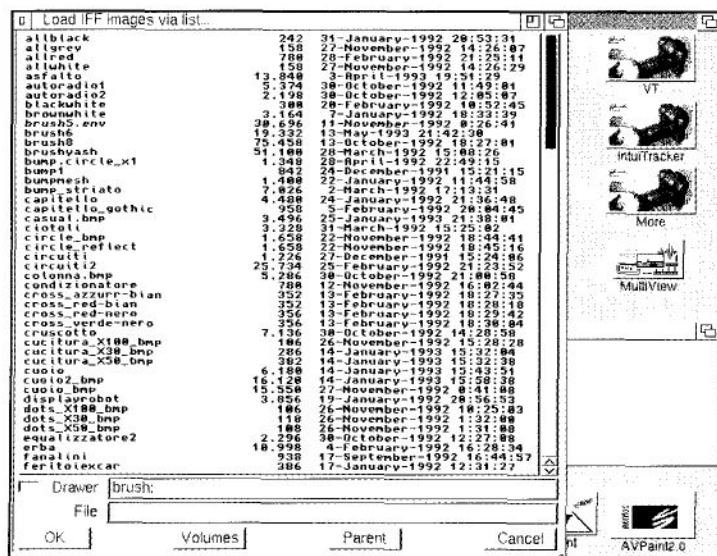 Load IFF images via list...
allblack 242 31-January-1992 20:53:31
allgrey 158 27-November-1992 14:26:07
allred 780 28-February-1992 21:25:11
allwhite 158 27-November-1992 14:26:29
asfalto 13.840 3-April-1993 19:51:29
autoradio1 5.374 30-October-1992 11:49:01
autoradio2 2.198 30-October-1992 12:05:07
blackwhite 300 20-February-1992 10:52:45
brownwhite 3.164 7-January-1992 18:33:39
brush5.env 30.696 11-November-1992 0:26:41
brush6 19.332 13-May-1993 21:42:30
brush8 75.458 13-October-1992 18:27:01
brushyash 51.100 28-March-1992 15:08:26
bump.circle_x1 1.348 28-April-1992 22:49:15
bump1 842 24-December-1991 15:21:15
bumpmesh 1.400 22-January-1992 11:44:58
bump_striato 7.026 2-March-1992 17:13:31
capitello 4.480 24-January-1992 21:36:48
capitello_gothic 958 5-February-1992 20:04:45
casual.bmp 3.496 25-January-1993 21:38:01
ciotoli 3.328 31-March-1992 15:25:02
circle_bmp 1.658 22-November-1992 18:44:41
circle_reflect 1.658 22-November-1992 18:45:16
circuiti 1.226 27-December-1991 15:24:06
circuiti2 25.734 25-February-1992 21:23:52
colonna.bmp 5.286 30-October-1992 21:00:58
condizionatore 780 12-November-1992 16:02:44
cross_azzurr-bian 352 13-February-1992 18:27:35
cross_red-bian 352 13-February-1992 18:28:18
cross_red-nero 356 13-February-1992 18:29:42
cross_verde-nero 356 13-February-1992 18:30:04
cruscotto 7.136 30-October-1992 14:28:58
cucitura_X100_bmp 106 26-November-1992 15:28:28
cucitura_X30_bmp 286 14-January-1993 15:32:04
cucitura_X50_bmp 382 14-January-1993 15:32:38
cuoio 6.180 14-January-1993 15:43:51
cuoio2_bmp 16.120 14-January-1993 15:58:38
cuoio_bmp 15.550 27-November-1992 0:41:08
displayrobot 3.856 19-January-1992 20:56:53
dots_X100_bmp 106 26-November-1992 10:25:03
dots_X30_bmp 118 26-November-1992 1:32:00
dots_X50_bmp 108 26-November-1992 1:31:08
equalizzatore2 2.296 30-October-1992 12:27:08
erba 10.998 4-February-1992 16:28:34
fanalini 938 17-September-1992 16:44:57
feritoiexcar 386 17-January-1992 12:31:27
Drawer brush:
File
OK Volumes Parent Cancel
VT
IntuiTracker
More
MultiView
AVPaint2.0